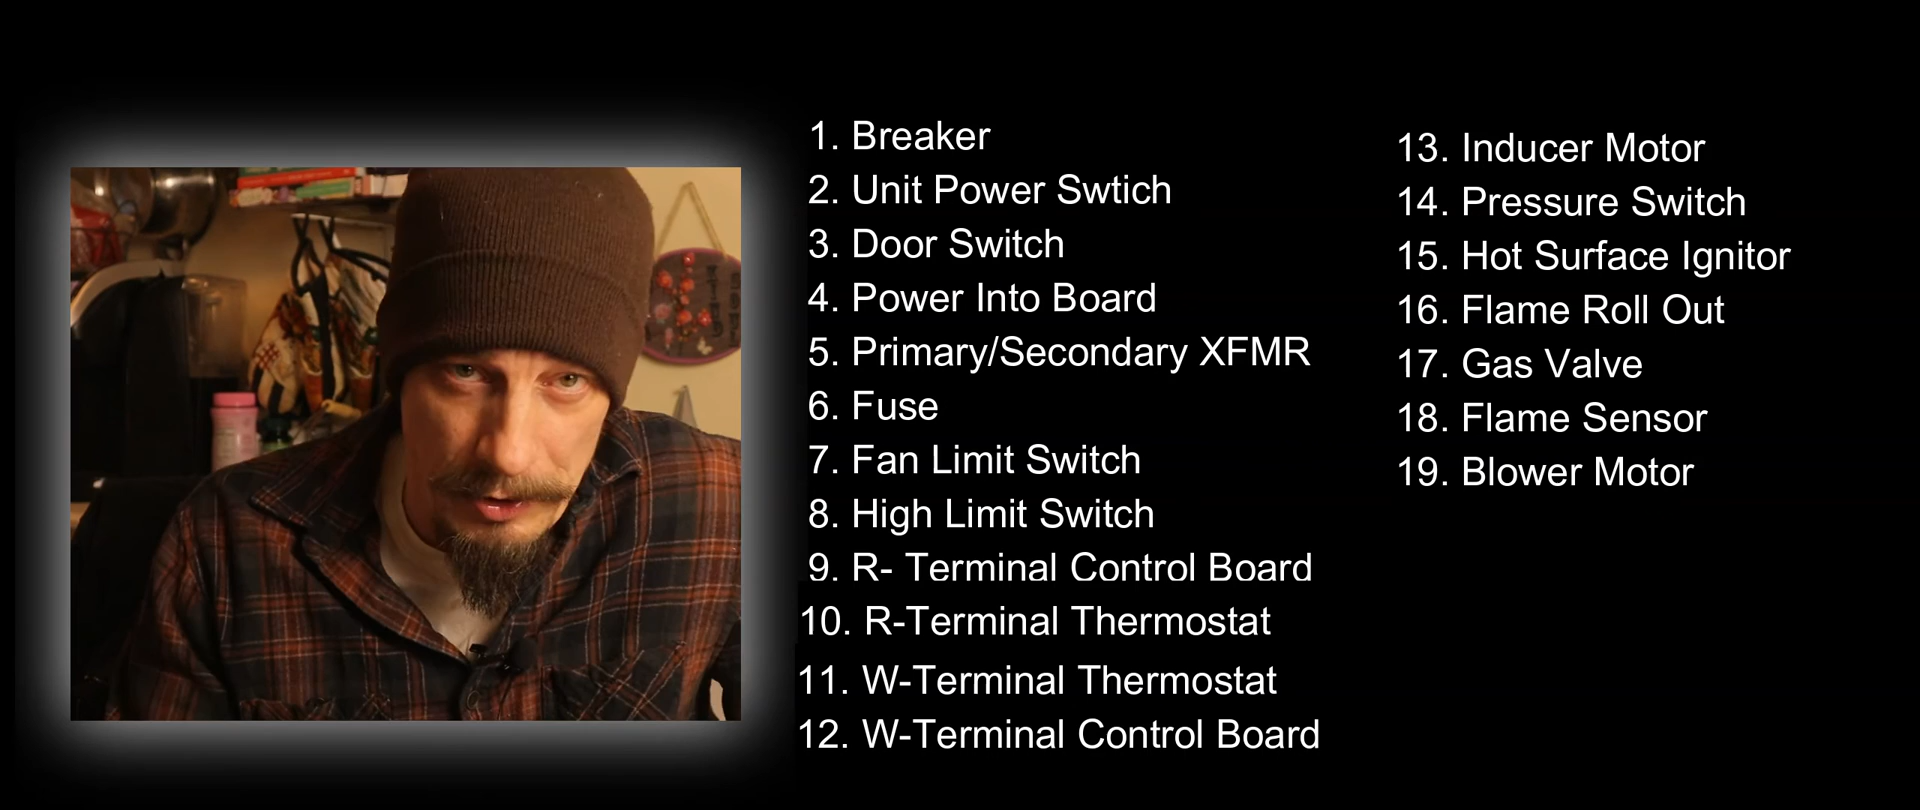 1. Breaker
2. Unit Power Swtich
3. Door Switch
4. Power Into Board
5. Primary/Secondary XFMR
6. Fuse
7. Fan Limit Switch
8. High Limit Switch
9. R- Terminal Control Board
10. R-Terminal Thermostat
11. W-Terminal Thermostat
12. W-Terminal Control Board
13. Inducer Motor
14. Pressure Switch
15. Hot Surface Ignitor
16. Flame Roll Out
17. Gas Valve
18. Flame Sensor
19. Blower Motor